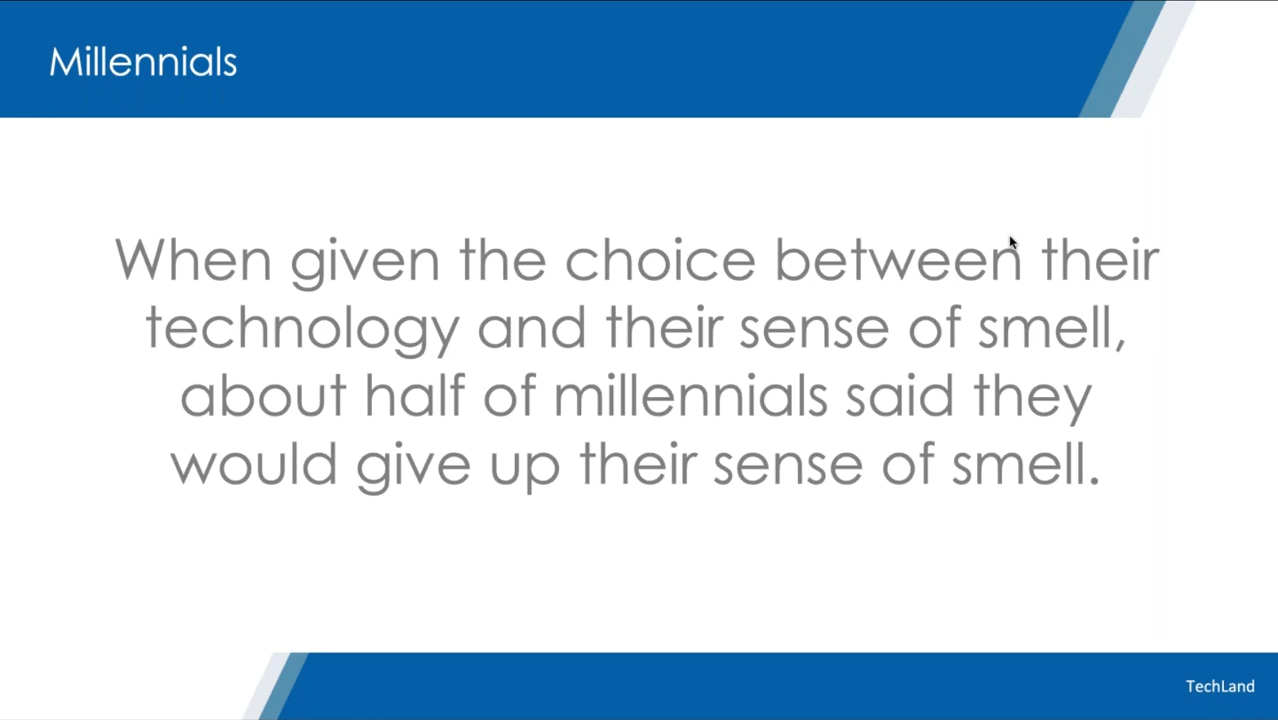 Millennials
When given the choice between their
technology and their sense of smell,
about half of millennials said they
would give up their sense of smell.
TechLand